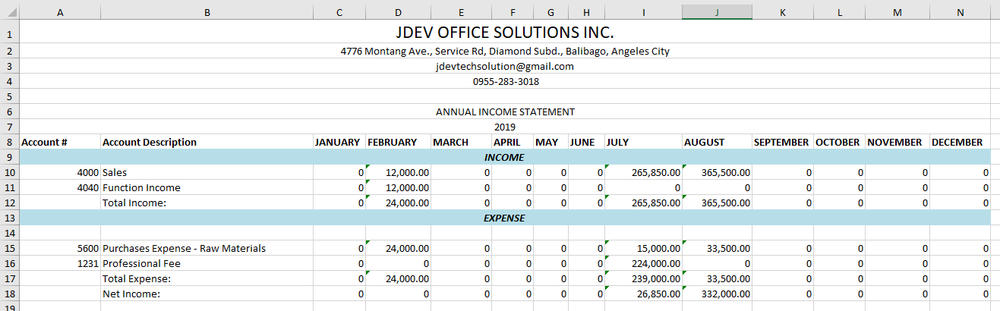 A B C D E F G H I J K L M N
1 JDEV OFFICE SOLUTIONS INC.
2 4776 Montang Ave., Service Rd, Diamond Subd., Balibago, Angeles City
3 jdevtechsolution@gmail.com
4 0955-283-3018
5
6 ANNUAL INCOME STATEMENT
7 2019
8 Account # Account Description JANUARY FEBRUARY MARCH APRIL MAY JUNE JULY AUGUST SEPTEMBER OCTOBER NOVEMBER DECEMBER
9 INCOME
10 4000 Sales 0 12,000.00 0 0 0 0 265,850.00 365,500.00 0 0 0 0
11 4040 Function Income 0 12,000.00 0 0 0 0 0 0 0 0 0 0
12 Total Income: 0 24,000.00 0 0 0 0 265,850.00 365,500.00 0 0 0 0
13 EXPENSE
14
15 5600 Purchases Expense - Raw Materials 0 24,000.00 0 0 0 0 15,000.00 33,500.00 0 0 0 0
16 1231 Professional Fee 0 0 0 0 0 0 224,000.00 0 0 0 0 0
17 Total Expense: 0 24,000.00 0 0 0 0 239,000.00 33,500.00 0 0 0 0
18 Net Income: 0 0 0 0 0 0 26,850.00 332,000.00 0 0 0 0
19